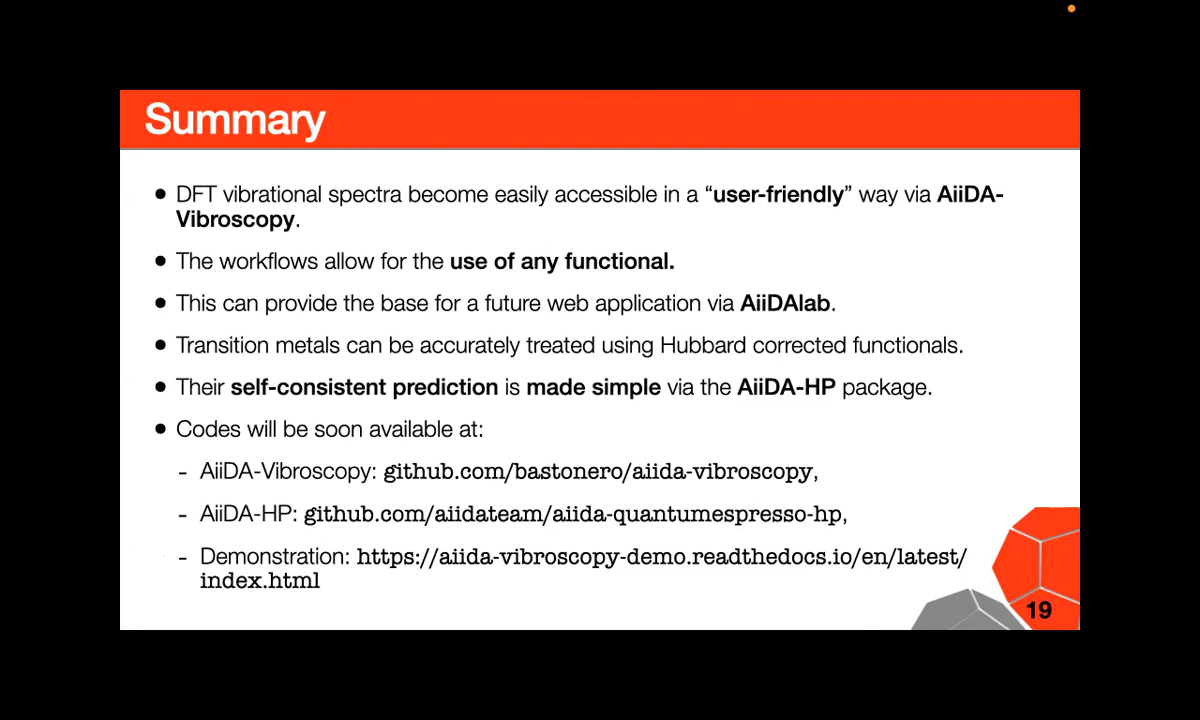 Summary
● DFT vibrational spectra become easily accessible in a “user-friendly” way via AiiDA-
Vibroscopy.
● The workflows allow for the use of any functional.
● This can provide the base for a future web application via AiiDAlab.
● Transition metals can be accurately treated using Hubbard corrected functionals.
● Their self-consistent prediction is made simple via the AiiDA-HP package.
● Codes will be soon available at:
- AiiDA-Vibroscopy: github.com/bastonero/aiida-vibroscopy,
- AiiDA-HP: github.com/aiidateam/aiida-quantumespresso-hp,
- Demonstration: https://aiida-vibroscopy-demo.readthedocs.io/en/latest/
index.html
19